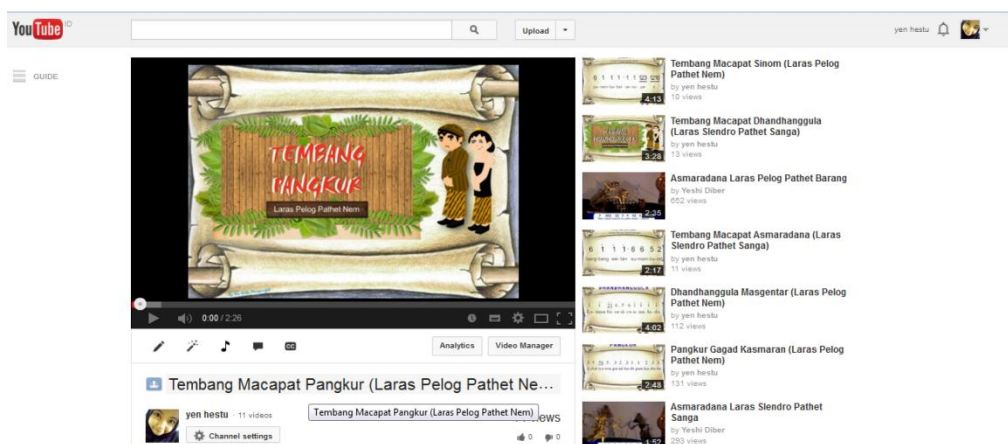 YouTube ID
Upload
yen hestu
GUIDE
TEMBANG
PANGKUR
Laras Pelog Pathet Nem
0:00 / 2:26
CC
Analytics
Video Manager
Tembang Macapat Pangkur (Laras Pelog Pathet Ne...
Tembang Macapat Pangkur (Laras Pelog Pathet Nem)
yen hestu · 11 videos
Channel settings
0
0
Tembang Macapat Sinom (Laras Pelog
Pathet Nem)
by yen hestu
10 views
4:13
Tembang Macapat Dhandhanggula
(Laras Slendro Pathet Sanga)
by yen hestu
13 views
3:28
Asmaradana Laras Pelog Pathet Barang
by Yeshi Diber
652 views
2:35
Tembang Macapat Asmaradana (Laras
Slendro Pathet Sanga)
by yen hestu
11 views
2:17
Dhandhanggula Masgentar (Laras Pelog
Pathet Nem)
by yen hestu
112 views
4:02
Pangkur Gagad Kasmaran (Laras Pelog
Pathet Nem)
by yen hestu
131 views
2:48
Asmaradana Laras Slendro Pathet
Sanga
by Yeshi Diber
293 views
1:52